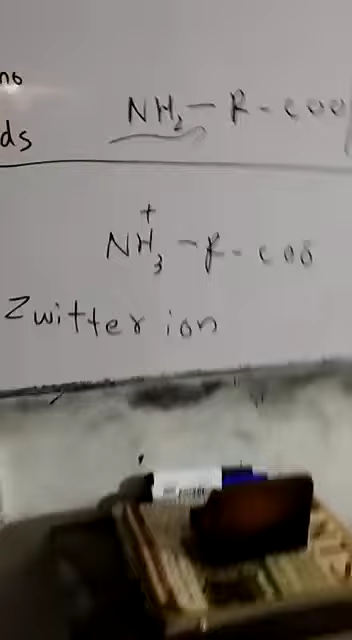 no
ds
NH₂ - R - COO
+
NH₃ - R - COO
Zwitter ion